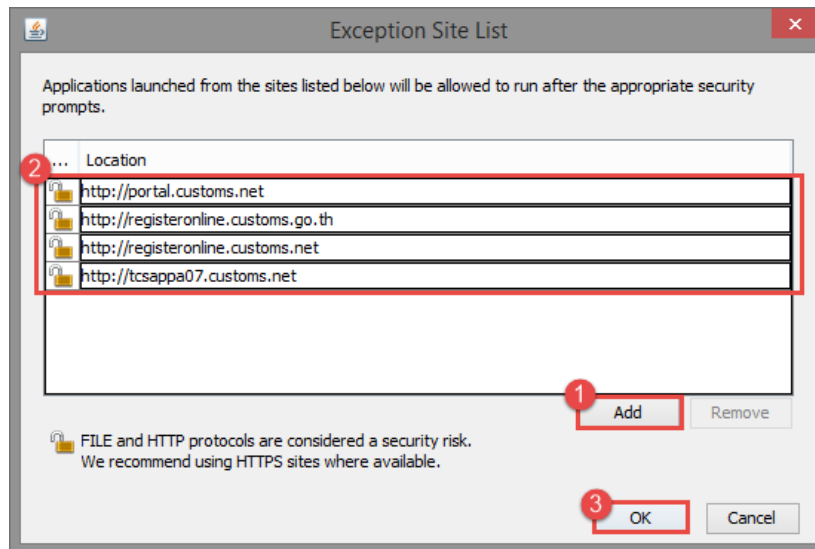 Exception Site List
Applications launched from the sites listed below will be allowed to run after the appropriate security
prompts.
... Location
2
http://portal.customs.net
http://registeronline.customs.go.th
http://registeronline.customs.net
http://tcsappa07.customs.net
1
Add Remove
FILE and HTTP protocols are considered a security risk.
We recommend using HTTPS sites where available.
3
OK Cancel